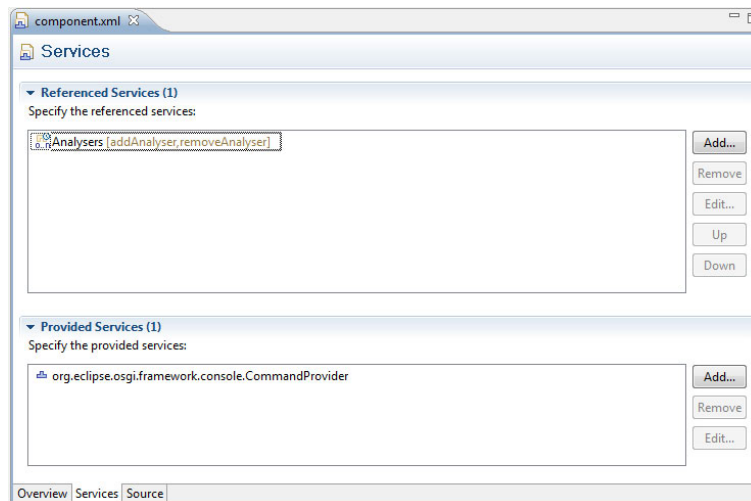 component.xml
Services
Referenced Services (1)
Specify the referenced services:
Analysers [addAnalyser,removeAnalyser]
0..n
Add...
Remove
Edit...
Up
Down
Provided Services (1)
Specify the provided services:
org.eclipse.osgi.framework.console.CommandProvider
Add...
Remove
Edit...
Overview Services Source